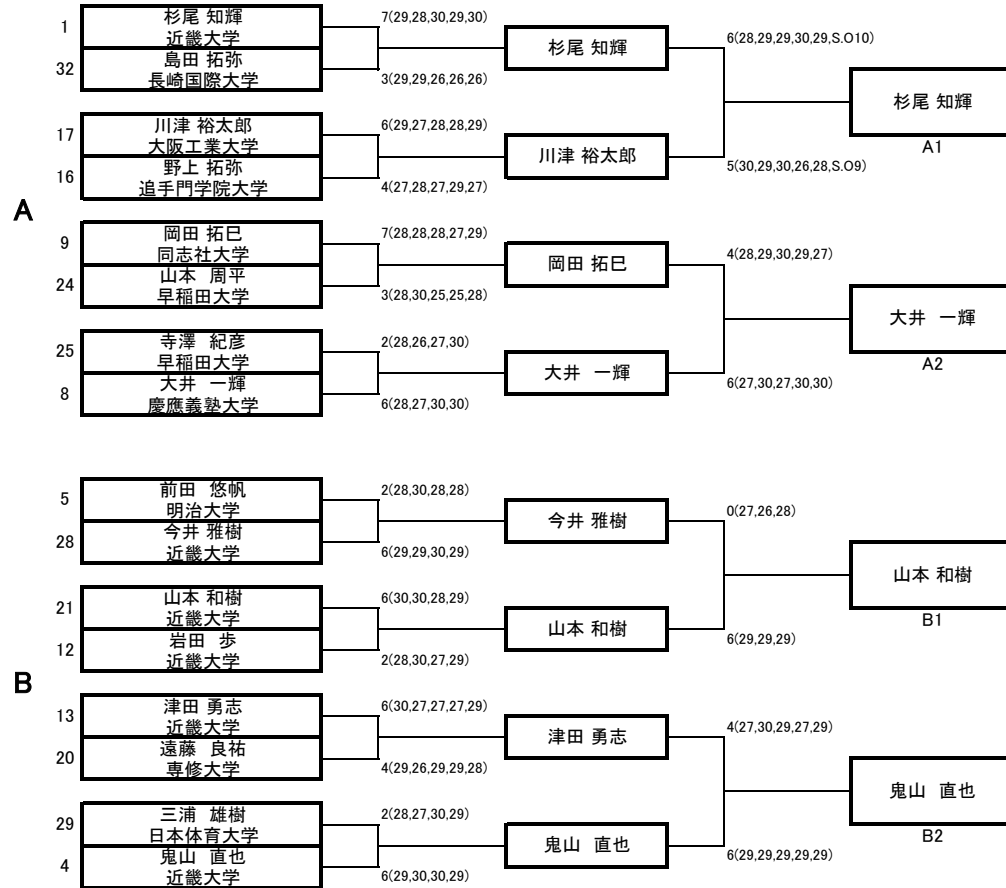 1
杉尾 知輝
近畿大学
7(29,28,30,29,30)
32
島田 拓弥
長崎国際大学
3(29,29,26,26,26)
杉尾 知輝
6(28,29,29,30,29,S.O10)
17
川津 裕太郎
大阪工業大学
6(29,27,28,28,29)
16
野上 拓弥
追手門学院大学
4(27,28,27,29,27)
川津 裕太郎
5(30,29,30,26,28,S.O9)
杉尾 知輝
A1
A
9
岡田 拓巳
同志社大学
7(28,28,28,27,29)
24
山本　周平
早稲田大学
3(28,30,25,25,28)
岡田 拓巳
4(28,29,30,29,27)
25
寺澤 紀彦
早稲田大学
2(28,26,27,30)
8
大井　一輝
慶應義塾大学
6(28,27,30,30)
大井　一輝
6(27,30,27,30,30)
大井　一輝
A2
5
前田　悠帆
明治大学
2(28,30,28,28)
28
今井 雅樹
近畿大学
6(29,29,30,29)
今井 雅樹
0(27,26,28)
21
山本 和樹
近畿大学
6(30,30,28,29)
12
岩田　歩
近畿大学
2(28,30,27,29)
山本 和樹
6(29,29,29)
山本 和樹
B1
B
13
津田 勇志
近畿大学
6(30,27,27,27,29)
20
遠藤　良祐
専修大学
4(29,26,29,29,28)
津田 勇志
4(27,30,29,27,29)
29
三浦　雄樹
日本体育大学
2(28,27,30,29)
4
鬼山　直也
近畿大学
6(29,30,30,29)
鬼山　直也
6(29,29,29,29,29)
鬼山　直也
B2